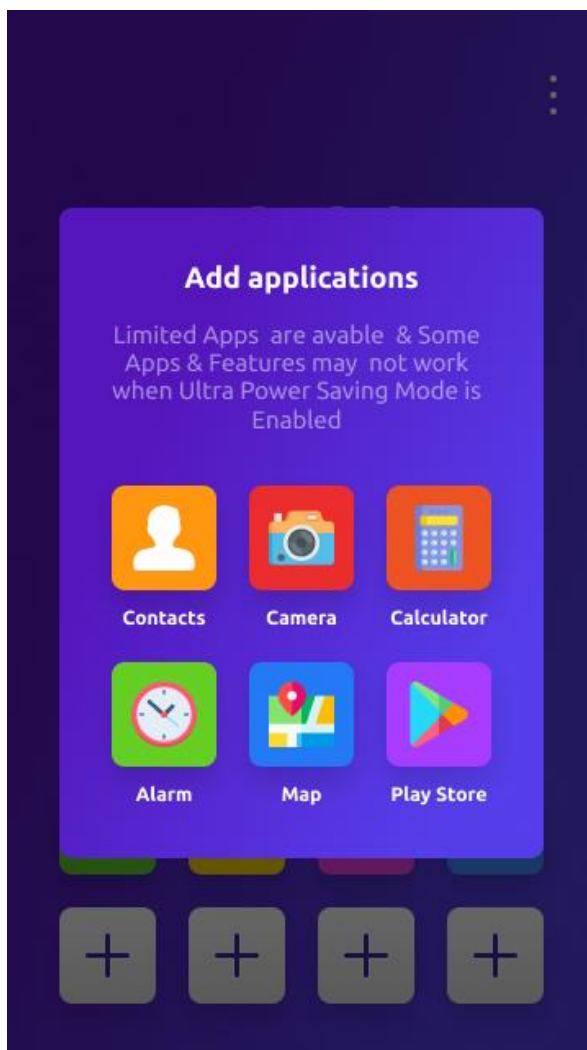 Add applications
Limited Apps are avable & Some
Apps & Features may not work
when Ultra Power Saving Mode is
Enabled
Contacts Camera Calculator
Alarm Map Play Store